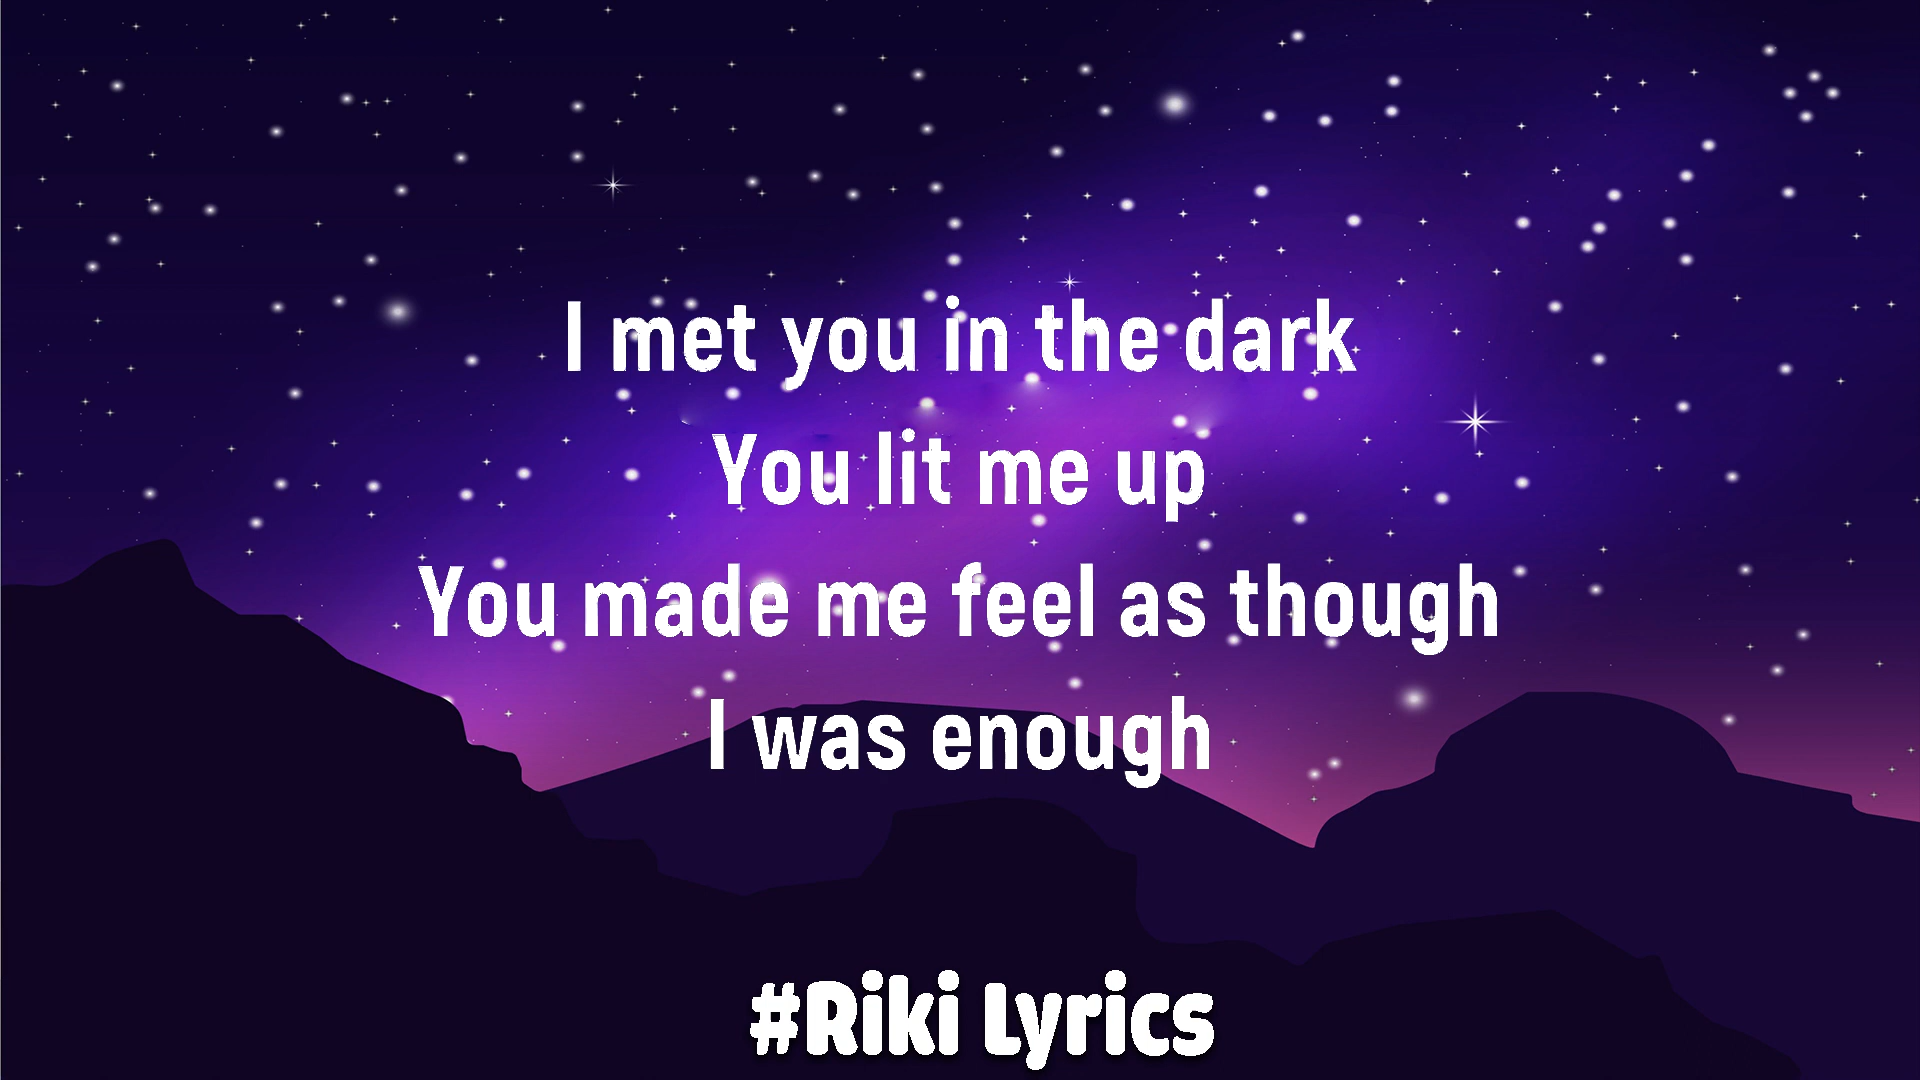 I met you in the dark
You lit me up
You made me feel as though
I was enough
#Riki Lyrics